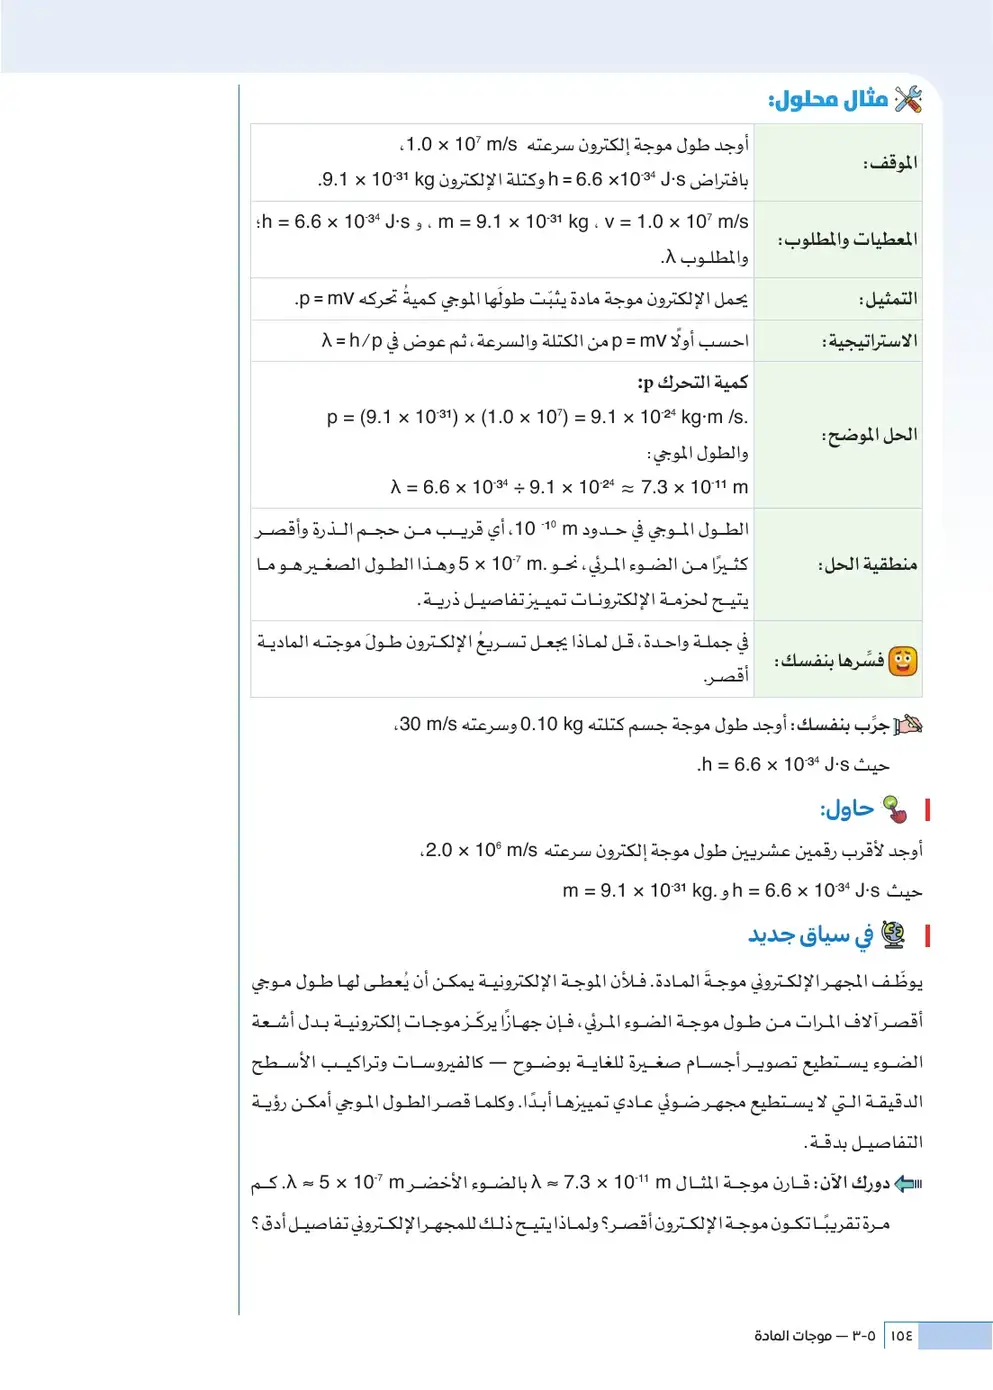 مثال محلول:
الموقف:
أوجد طول موجة إلكترون سرعته 1.0 × 10⁷ m/s،
بافتراض h = 6.6 ×10⁻³⁴ J·s وكتلة الإلكترون 9.1 × 10⁻³¹ kg.
المعطيات والمطلوب:
m = 9.1 × 10⁻³¹ kg ، v = 1.0 × 10⁷ m/s ، و h = 6.6 × 10⁻³⁴ J·s؛
والمطلوب λ.
التمثيل:
يحمل الإلكترون موجة مادة يثبّت طولَها الموجي كميةُ تحركه p = mv.
الاستراتيجية:
احسب أولًا p = mv من الكتلة والسرعة، ثم عوض في λ = h/p
الحل الموضح:
كمية التحرك p:
p = (9.1 × 10⁻³¹) × (1.0 × 10⁷) = 9.1 × 10⁻²⁴ kg·m /s.
والطول الموجي:
λ = 6.6 × 10⁻³⁴ ÷ 9.1 × 10⁻²⁴ ≈ 7.3 × 10⁻¹¹ m
منطقية الحل:
الطول الموجي في حدود 10⁻¹⁰ m، أي قريب من حجم الذرة وأقصر
كثيرًا من الضوء المرئي، نحو 5 × 10⁻⁷ m. وهذا الطول الصغير هو ما
يتيح لحزمة الإلكترونات تمييز تفاصيل ذرية.
فسِّرها بنفسك:
في جملة واحدة، قل لماذا يجعل تسريعُ الإلكترون طولَ موجته المادية
أقصر.
جرِّب بنفسك: أوجد طول موجة جسم كتلته 0.10 kg وسرعته 30 m/s،
حيث h = 6.6 × 10⁻³⁴ J·s.
حاول:
أوجد لأقرب رقمين عشريين طول موجة إلكترون سرعته 2.0 × 10⁶ m/s،
حيث h = 6.6 × 10⁻³⁴ J·s و m = 9.1 × 10⁻³¹ kg.
في سياق جديد
يوظّف المجهر الإلكتروني موجةَ المادة. فلأن الموجة الإلكترونية يمكن أن يُعطى لها طول موجي
أقصر آلاف المرات من طول موجة الضوء المرئي، فإن جهازًا يركّز موجات إلكترونية بدل أشعة
الضوء يستطيع تصوير أجسام صغيرة للغاية بوضوح — كالفيروسات وتراكيب الأسطح
الدقيقة التي لا يستطيع مجهر ضوئي عادي تمييزها أبدًا. وكلما قصر الطول الموجي أمكن رؤية
التفاصيل بدقة.
دورك الآن: قارن موجة المثال λ ≈ 7.3 × 10⁻¹¹ m بالضوء الأخضر λ ≈ 5 × 10⁻⁷ m. كم
مرة تقريبًا تكون موجة الإلكترون أقصر؟ ولماذا يتيح ذلك للمجهر الإلكتروني تفاصيل أدق؟
١٥٤ ٥-٣ — موجات المادة